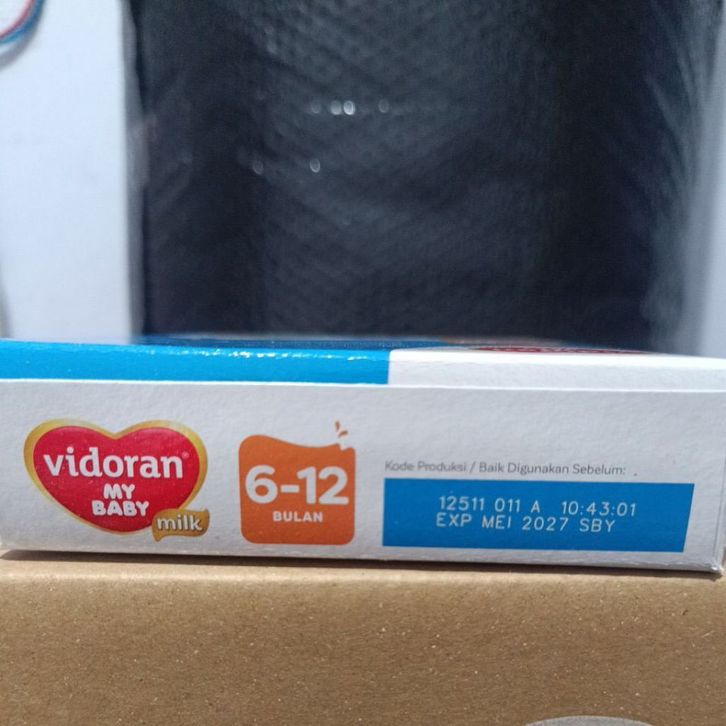 vidoran
MY
BABY
milk
6-12
BULAN
Kode Produksi / Baik Digunakan Sebelum:
12511 011 A 10:43:01
EXP MEI 2027 SBY